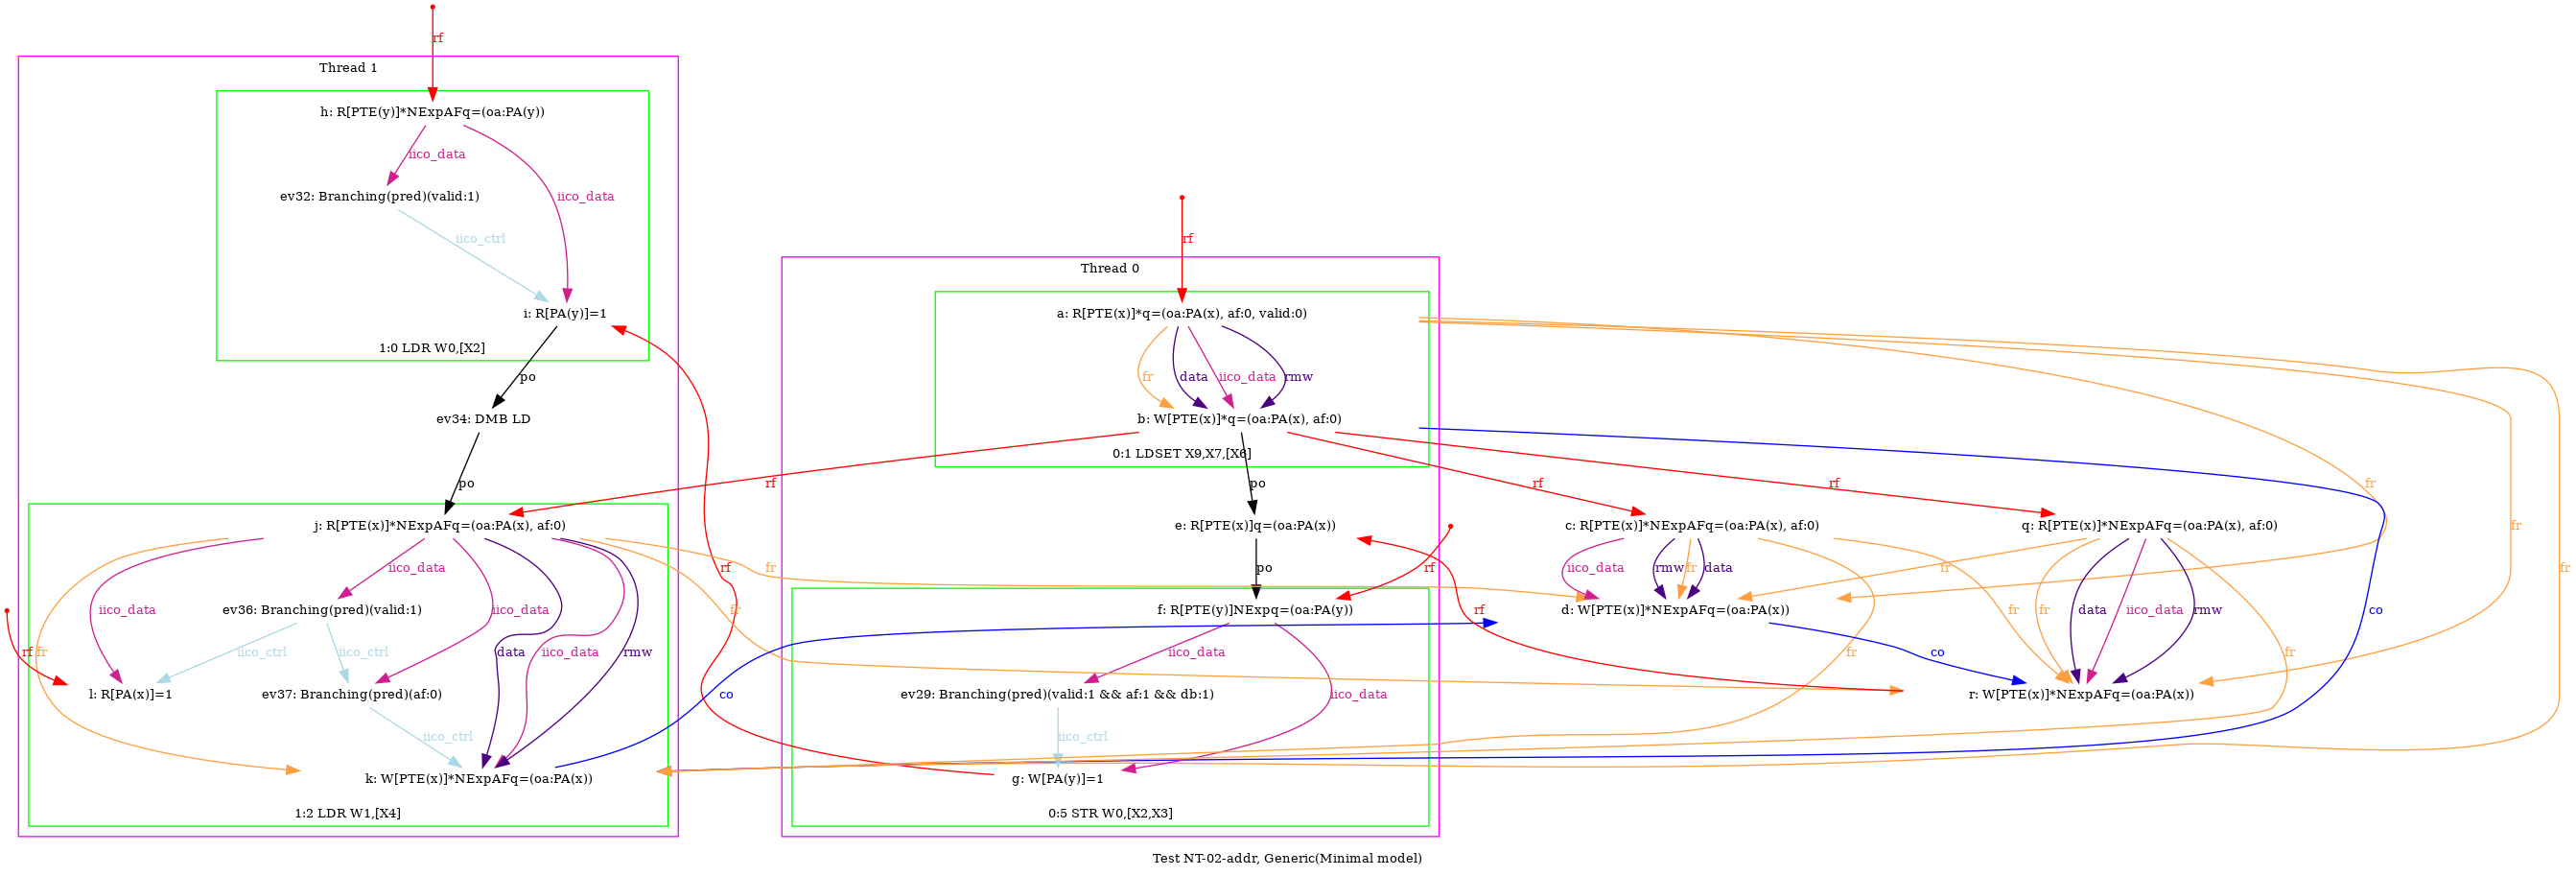 rf
Thread 1
h: R[PTE(y)]*NExpAFq=(oa:PA(y))
iico_data
ev32: Branching(pred)(valid:1)
iico_data
rf
iico_ctrl
Thread 0
i: R[PA(y)]=1
a: R[PTE(x)]*q=(oa:PA(x), af:0, valid:0)
1:0 LDR W0,[X2]
po
fr
data
iico_data
rmw
ev34: DMB LD
b: W[PTE(x)]*q=(oa:PA(x), af:0)
0:1 LDSET X9,X7,[X6]
po
rf
po
rf
rf
fr
j: R[PTE(x)]*NExpAFq=(oa:PA(x), af:0)
e: R[PTE(x)]q=(oa:PA(x))
c: R[PTE(x)]*NExpAFq=(oa:PA(x), af:0)
q: R[PTE(x)]*NExpAFq=(oa:PA(x), af:0)
fr
iico_data
fr
rf
po
rf
iico_data
rmw
fr
data
fr
fr
iico_data
ev36: Branching(pred)(valid:1)
iico_data
fr
f: R[PTE(y)]NExpq=(oa:PA(y))
rf
d: W[PTE(x)]*NExpAFq=(oa:PA(x))
fr
fr
data
iico_data
rmw
co
rf
fr
iico_ctrl
iico_ctrl
data
iico_data
rmw
iico_data
fr
co
fr
l: R[PA(x)]=1
ev37: Branching(pred)(af:0)
co
ev29: Branching(pred)(valid:1 && af:1 && db:1)
iico_data
r: W[PTE(x)]*NExpAFq=(oa:PA(x))
iico_ctrl
iico_ctrl
k: W[PTE(x)]*NExpAFq=(oa:PA(x))
g: W[PA(y)]=1
1:2 LDR W1,[X4]
0:5 STR W0,[X2,X3]
Test NT-02-addr, Generic(Minimal model)